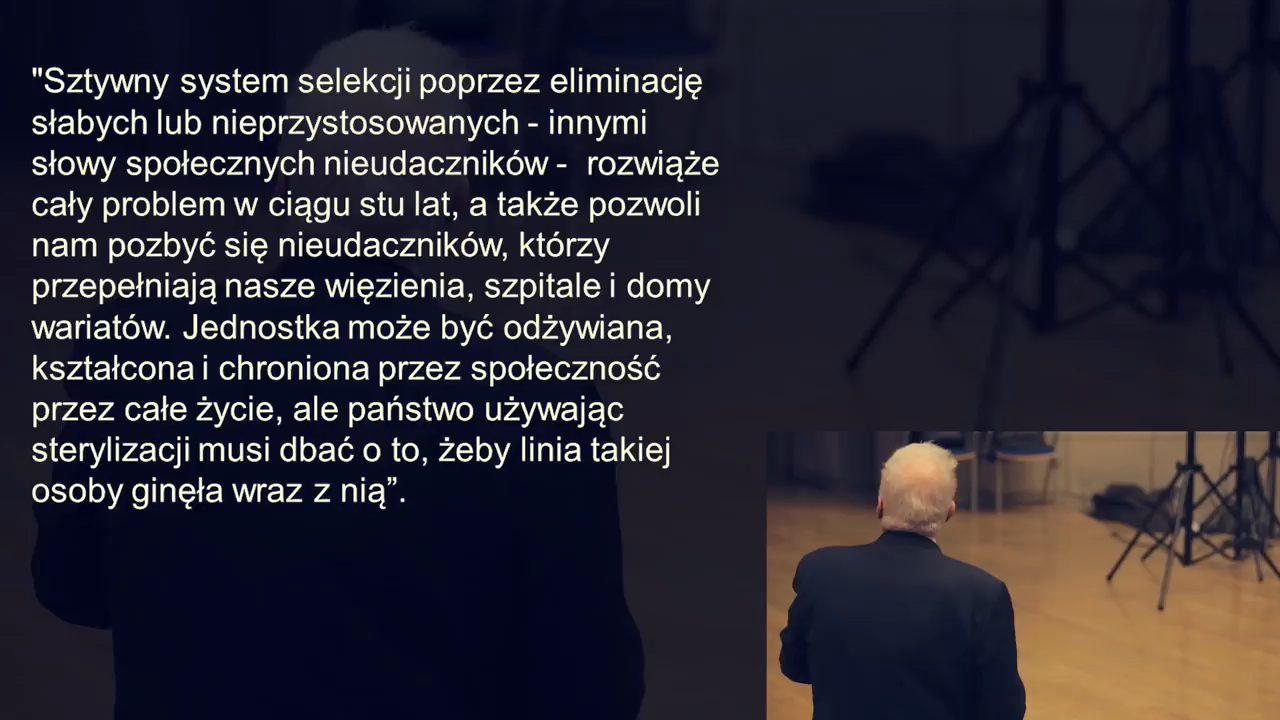 "Sztywny system selekcji poprzez eliminację
słabych lub nieprzystosowanych - innymi
słowy społecznych nieudaczników -  rozwiąże
cały problem w ciągu stu lat, a także pozwoli
nam pozbyć się nieudaczników, którzy
przepełniają nasze więzienia, szpitale i domy
wariatów. Jednostka może być odżywiana,
kształcona i chroniona przez społeczność
przez całe życie, ale państwo używając
sterylizacji musi dbać o to, żeby linia takiej
osoby ginęła wraz z nią”.